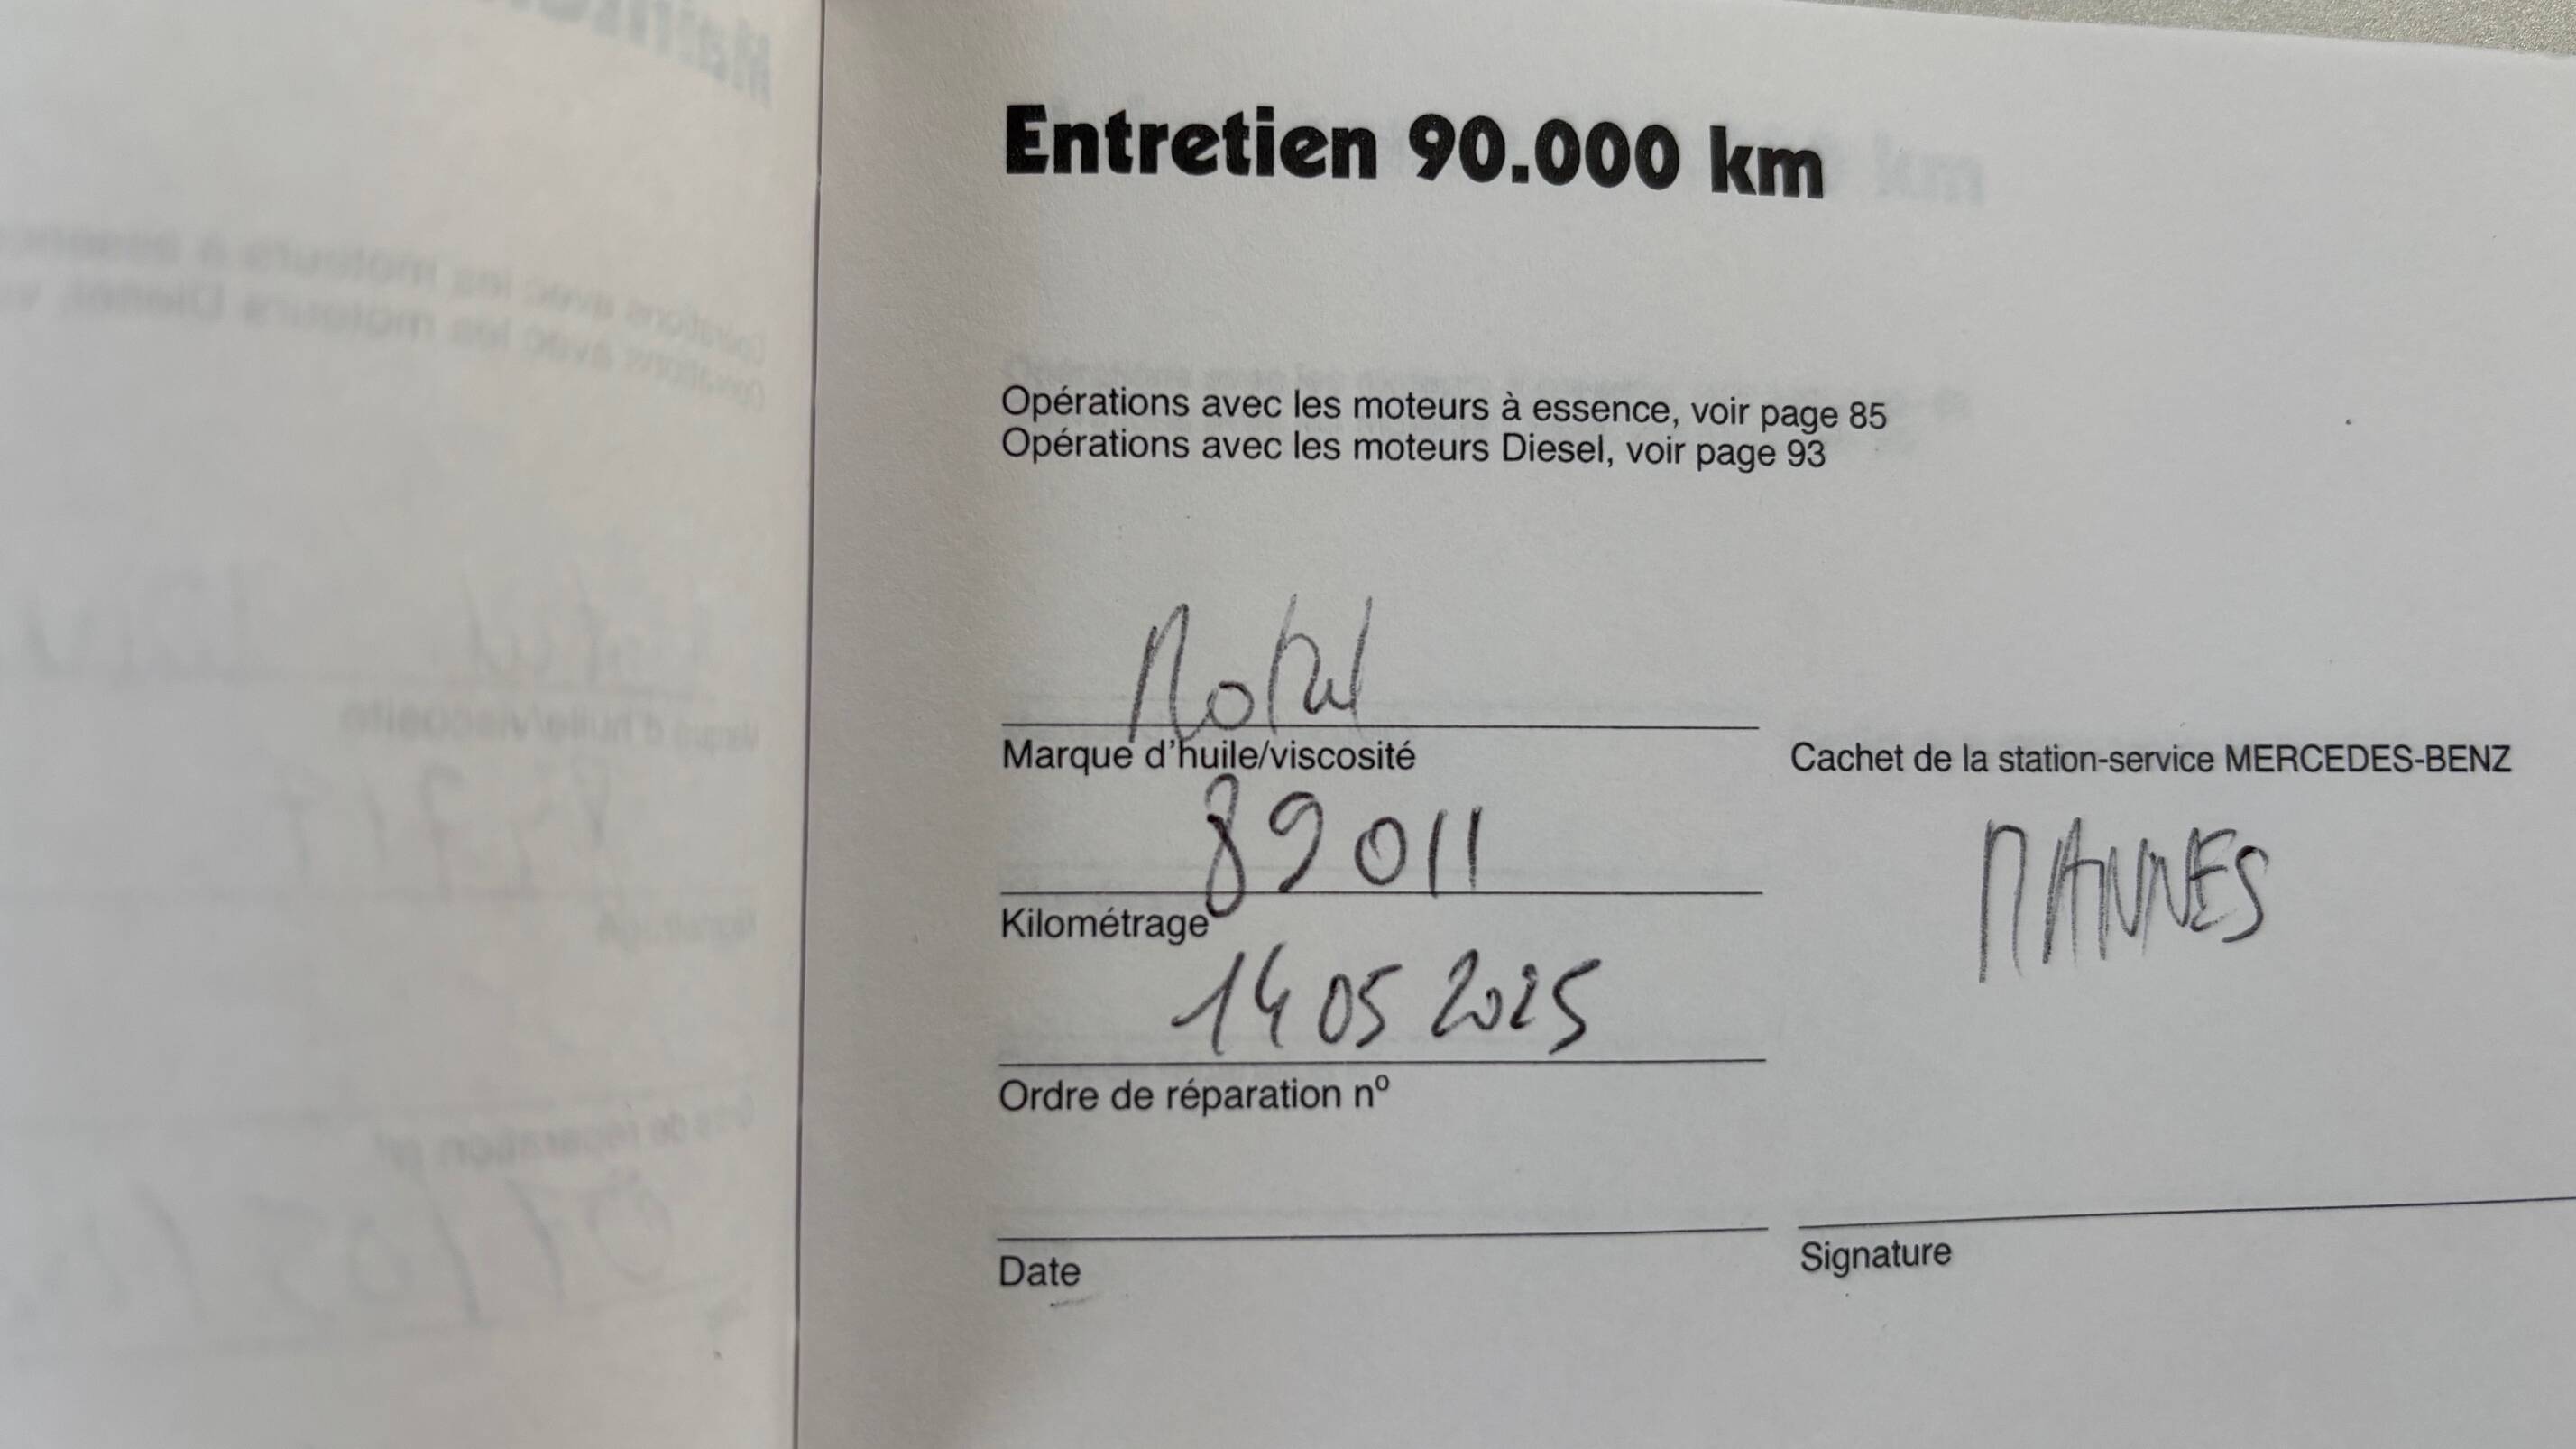 Entretien 90.000 km
Opérations avec les moteurs à essence, voir page 85
Opérations avec les moteurs Diesel, voir page 93
Motul
Marque d'huile/viscosité
Cachet de la station-service MERCEDES-BENZ
89011
MANNES
Kilométrage
14 05 2025
Ordre de réparation nº
Date
Signature